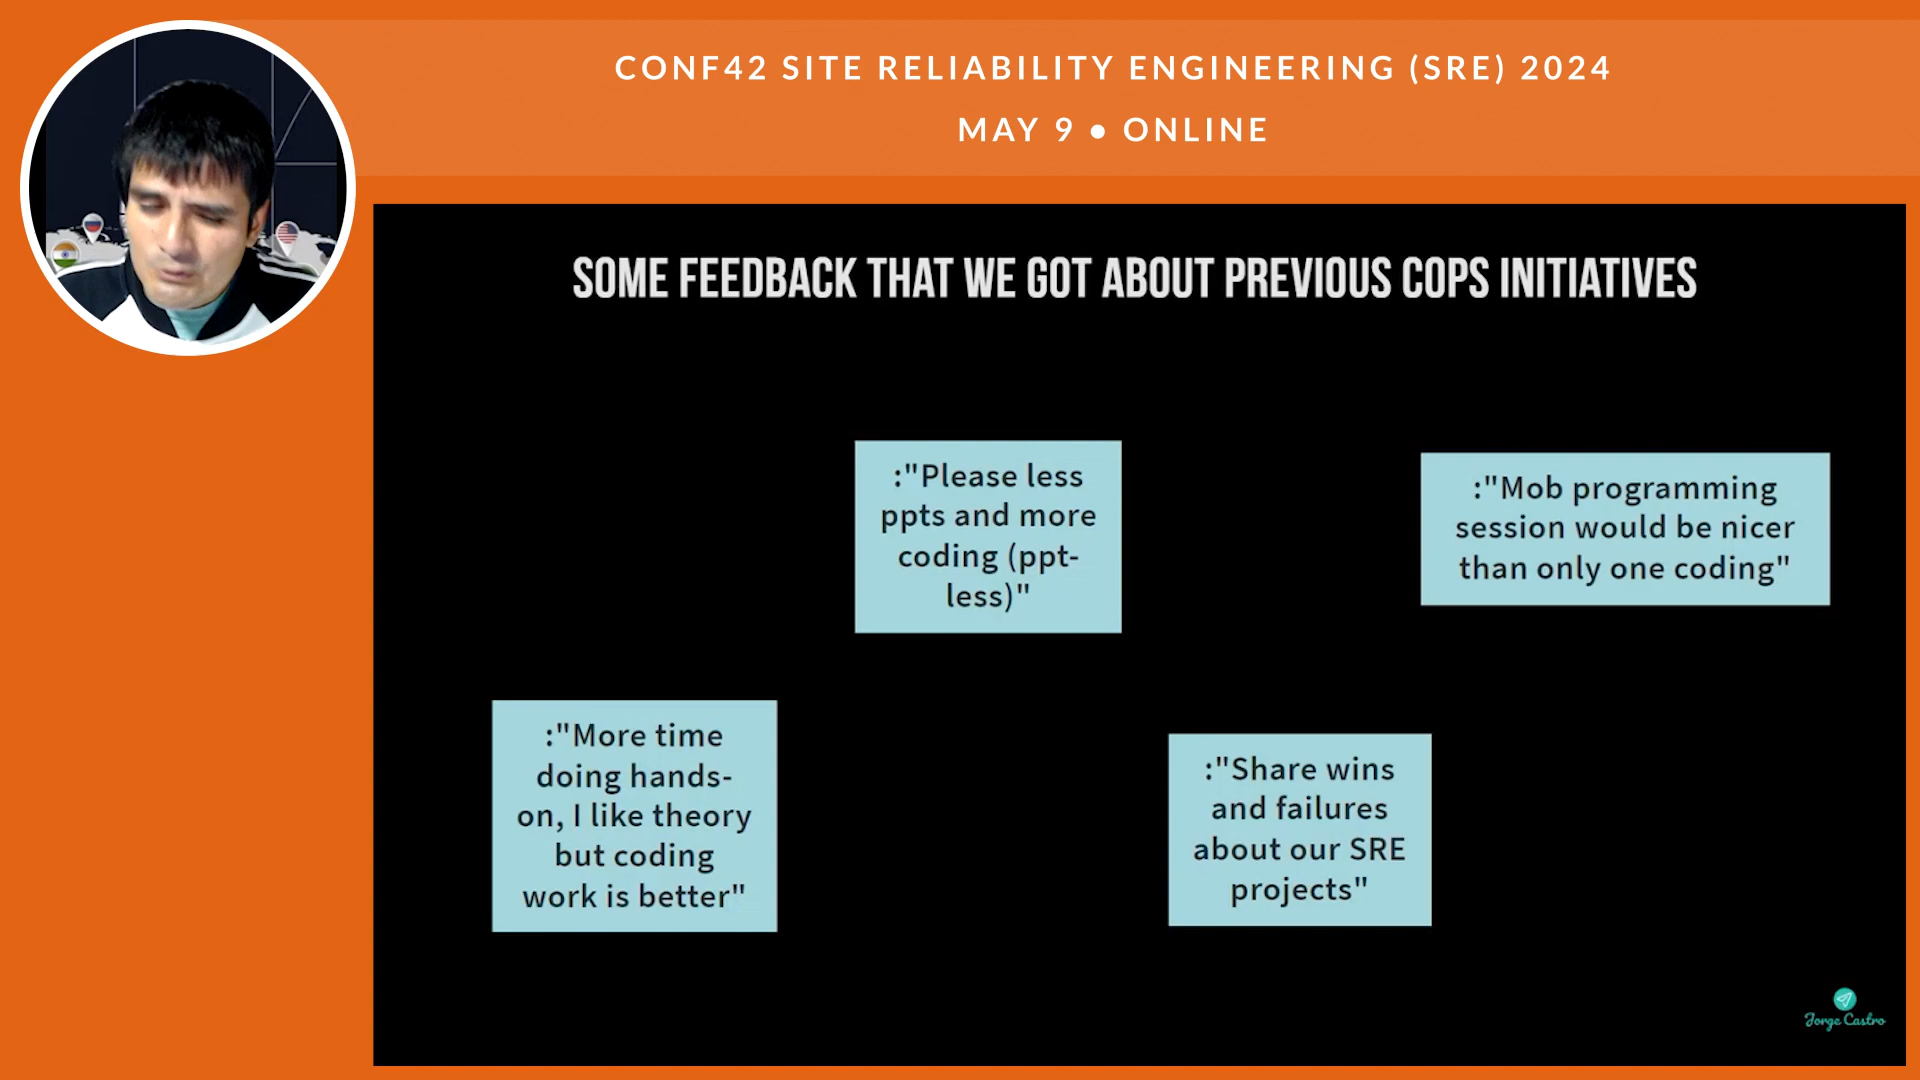 CONF42 SITE RELIABILITY ENGINEERING (SRE) 2024
MAY 9 • ONLINE
SOME FEEDBACK THAT WE GOT ABOUT PREVIOUS COPS INITIATIVES
:"Please less
ppts and more
coding (ppt-
less)"
:"Mob programming
session would be nicer
than only one coding"
:"More time
doing hands-
on, I like theory
but coding
work is better"
:"Share wins
and failures
about our SRE
projects"
Jorge Castro